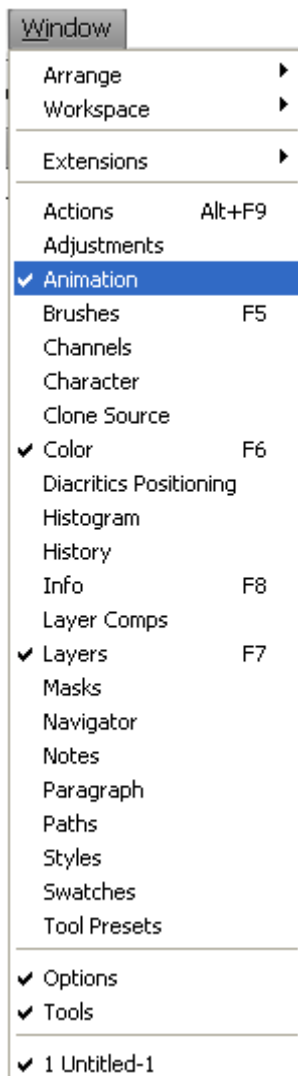 Window
Arrange
Workspace
Extensions
Actions Alt+F9
Adjustments
Animation
Brushes F5
Channels
Character
Clone Source
Color F6
Diacritics Positioning
Histogram
History
Info F8
Layer Comps
Layers F7
Masks
Navigator
Notes
Paragraph
Paths
Styles
Swatches
Tool Presets
Options
Tools
1 Untitled-1